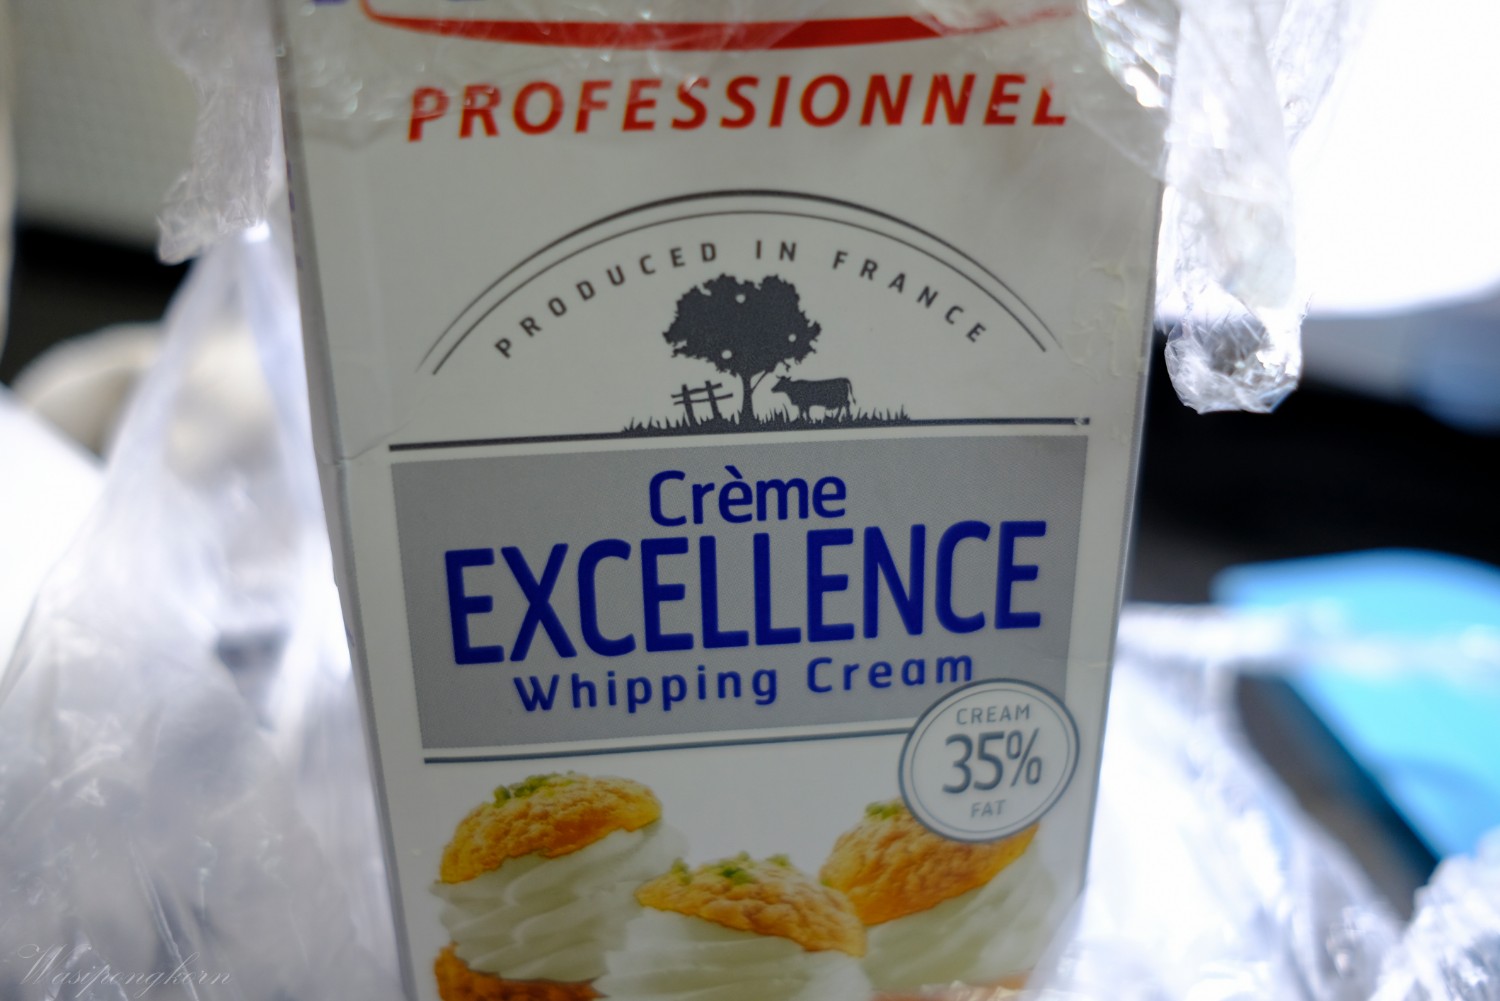 PROFESSIONNEL
PRODUCED IN FRANCE
Crème
EXCELLENCE
Whipping Cream
CREAM
35%
FAT
Wasipongkorn